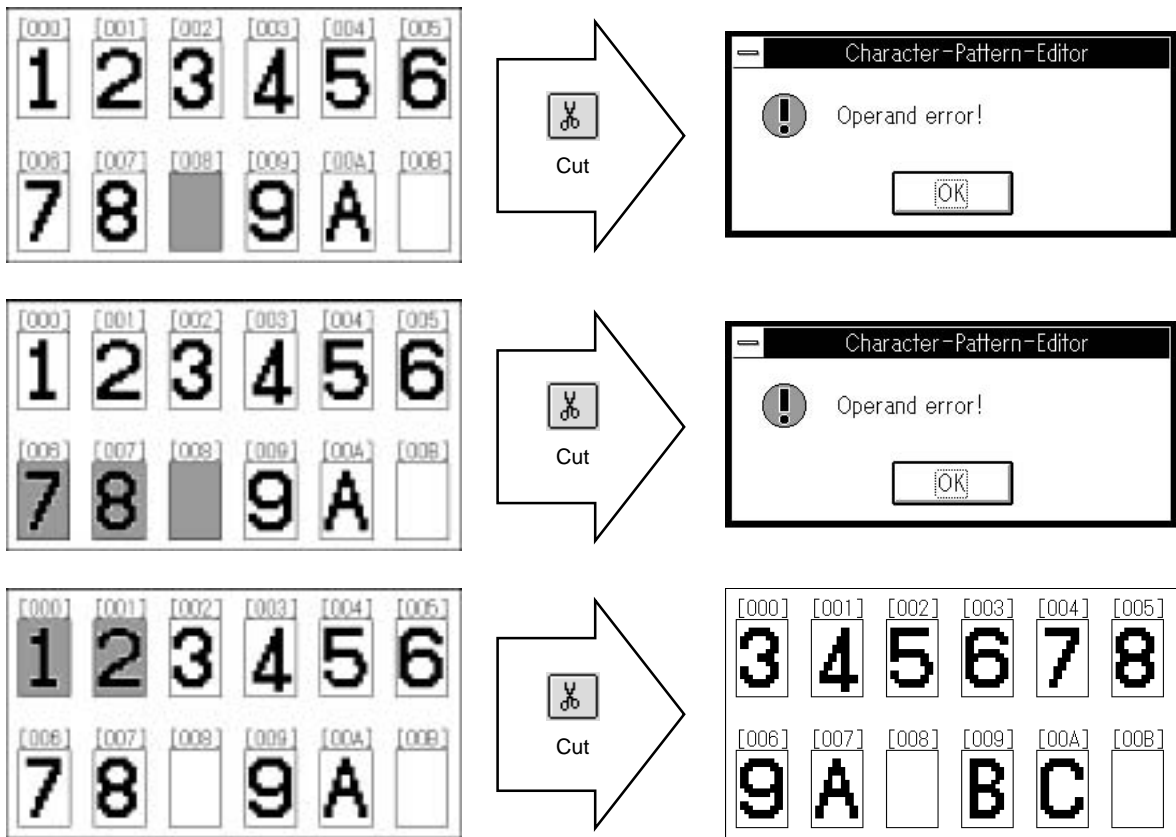 [000] [001] [002] [003] [004] [005]
1 2 3 4 5 6
[006] [007] [008] [009] [00A] [00B]
7 8 9 A
Cut
Character-Pattern-Editor
Operand error!
OK
[000] [001] [002] [003] [004] [005]
1 2 3 4 5 6
[006] [007] [008] [009] [00A] [00B]
7 8 9 A
Cut
Character-Pattern-Editor
Operand error!
OK
[000] [001] [002] [003] [004] [005]
1 2 3 4 5 6
[006] [007] [008] [009] [00A] [00B]
7 8 9 A
Cut
[000] [001] [002] [003] [004] [005]
3 4 5 6 7 8
[006] [007] [008] [009] [00A] [00B]
9 A B C